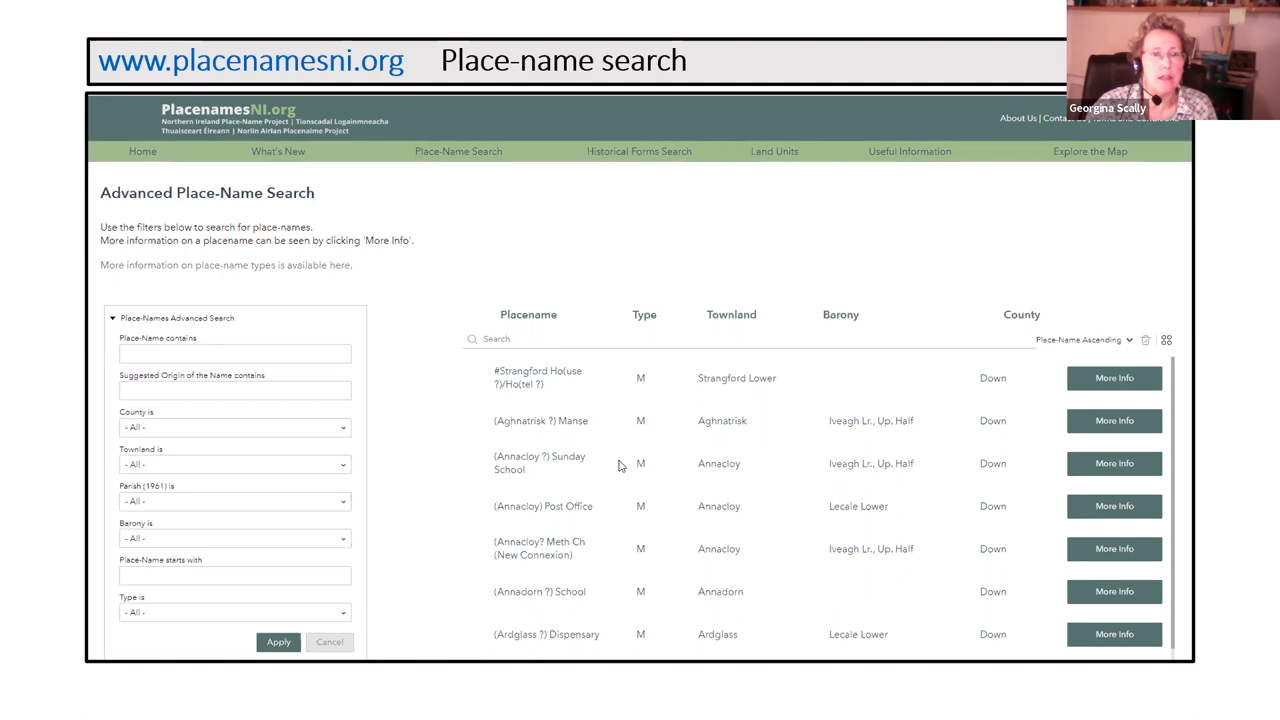 www.placenamesni.org Place-name search
Georgina Scally
PlacenamesNI.org
Northern Ireland Place-Name Project | Tionscadal Logainmneacha
Thuaisceart Éireann | Norlin Airlan Placenaime Project
About Us |
Home What's New Place-Name Search Historical Forms Search Land Units Useful Information Explore the Map
Advanced Place-Name Search
Use the filters below to search for place-names.
More information on a placename can be seen by clicking 'More Info'.
More information on place-name types is available here.
Place-Names Advanced Search
Place-Name contains
Suggested Origin of the Name contains
County is
- All -
Townland is
- All -
Parish (1961) is
- All -
Barony is
- All -
Place-Name starts with
Type is
- All -
Apply Cancel
Placename Type Townland Barony County
Search Place-Name Ascending
#Strangford Ho(use
?)/Ho(tel ?) M Strangford Lower Down More Info
(Aghnatrisk ?) Manse M Aghnatrisk Iveagh Lr., Up. Half Down More Info
(Annacloy ?) Sunday
School M Annacloy Iveagh Lr., Up. Half Down More Info
(Annacloy) Post Office M Annacloy Lecale Lower Down More Info
(Annacloy? Meth Ch
(New Connexion) M Annacloy Iveagh Lr., Up. Half Down More Info
(Annadorn ?) School M Annadorn Down More Info
(Ardglass ?) Dispensary M Ardglass Lecale Lower Down More Info